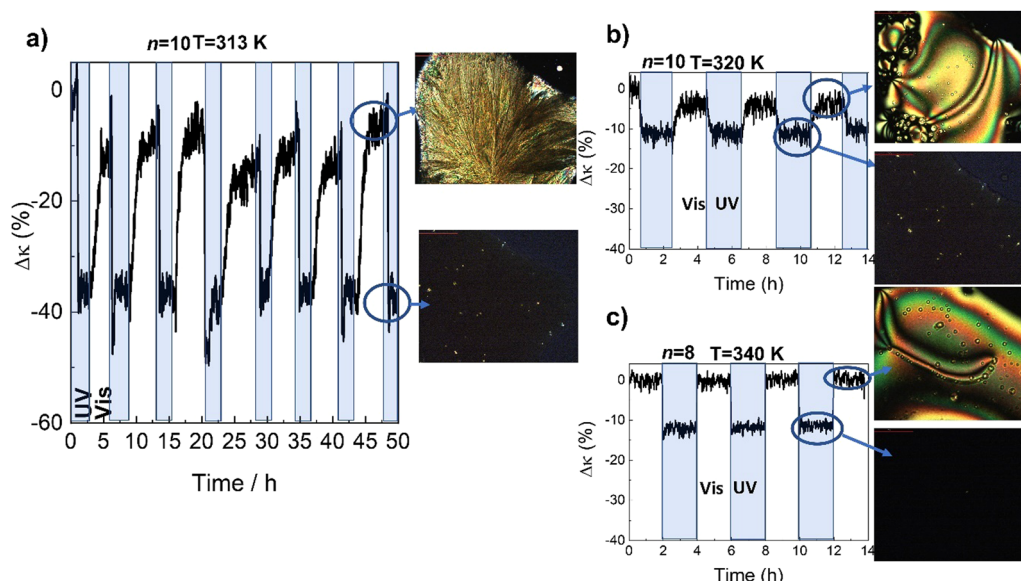 a)
n=10 T=313 K
0
-10
-20
-30
-40
-50
-60
Δκ (%)
UV Vis
0 5 10 15 20 25 30 35 40 45 50
Time / h
b)
n=10 T=320 K
0
-10
-20
-30
-40
Δκ (%)
Vis UV
0 2 4 6 8 10 12 14
Time (h)
c)
n=8 T=340 K
0
-10
-20
-30
-40
Δκ (%)
Vis UV
0 2 4 6 8 10 12 14
Time (h)